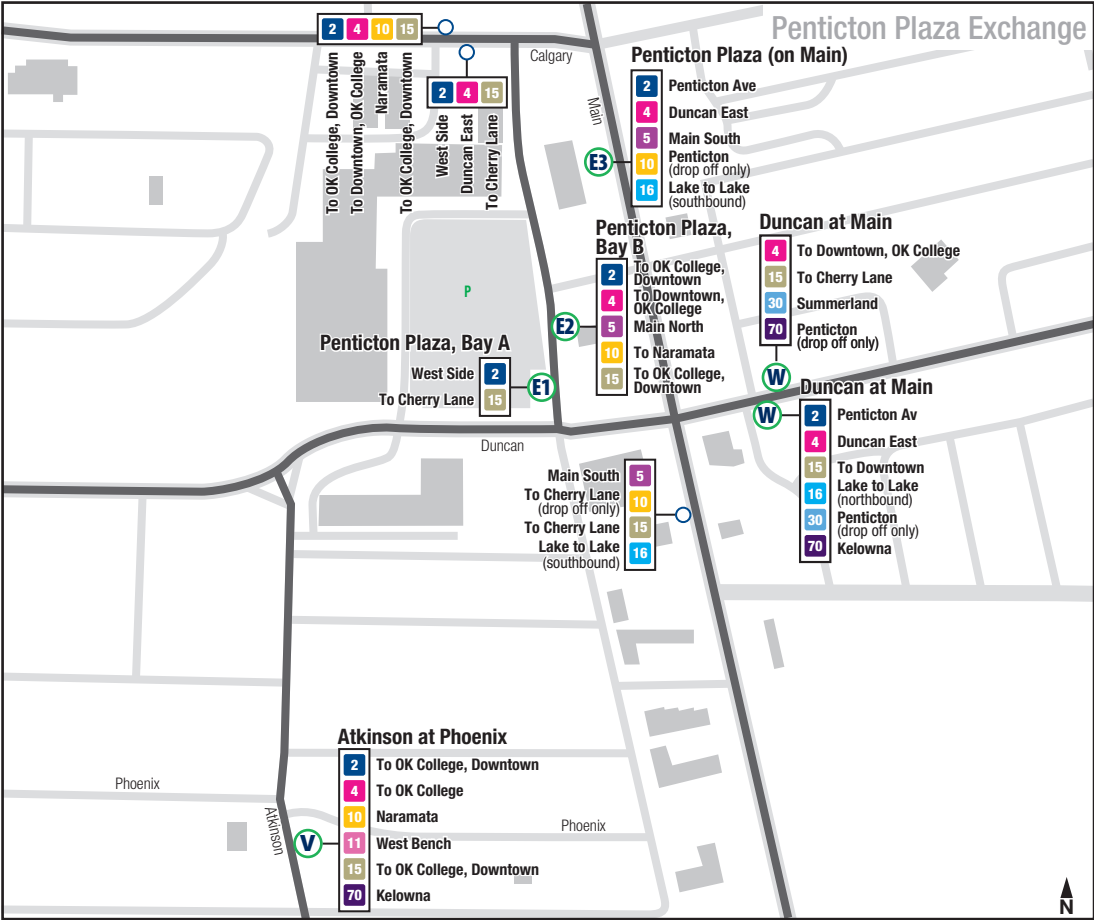 Penticton Plaza Exchange
2 4 10 15
To OK College, Downtown
To Downtown, OK College
Naramata
To OK College, Downtown
2 4 15
West Side
Duncan East
To Cherry Lane
Calgary
Main
Penticton Plaza (on Main)
E3
2 Penticton Ave
4 Duncan East
5 Main South
10 Penticton
(drop off only)
16 Lake to Lake
(southbound)
Penticton Plaza,
Bay B
E2
2 To OK College,
Downtown
4 To Downtown,
OK College
5 Main North
10 To Naramata
15 To OK College,
Downtown
Duncan at Main
4 To Downtown, OK College
15 To Cherry Lane
30 Summerland
70 Penticton
(drop off only)
W
P
Penticton Plaza, Bay A
West Side 2
To Cherry Lane 15
E1
Duncan at Main
W
2 Penticton Av
4 Duncan East
15 To Downtown
16 Lake to Lake
(northbound)
30 Penticton
(drop off only)
70 Kelowna
Duncan
Main South 5
To Cherry Lane 10
(drop off only)
To Cherry Lane 15
Lake to Lake 16
(southbound)
Atkinson at Phoenix
V
2 To OK College, Downtown
4 To OK College
10 Naramata
11 West Bench
15 To OK College, Downtown
70 Kelowna
Phoenix
Atkinson
Phoenix
N